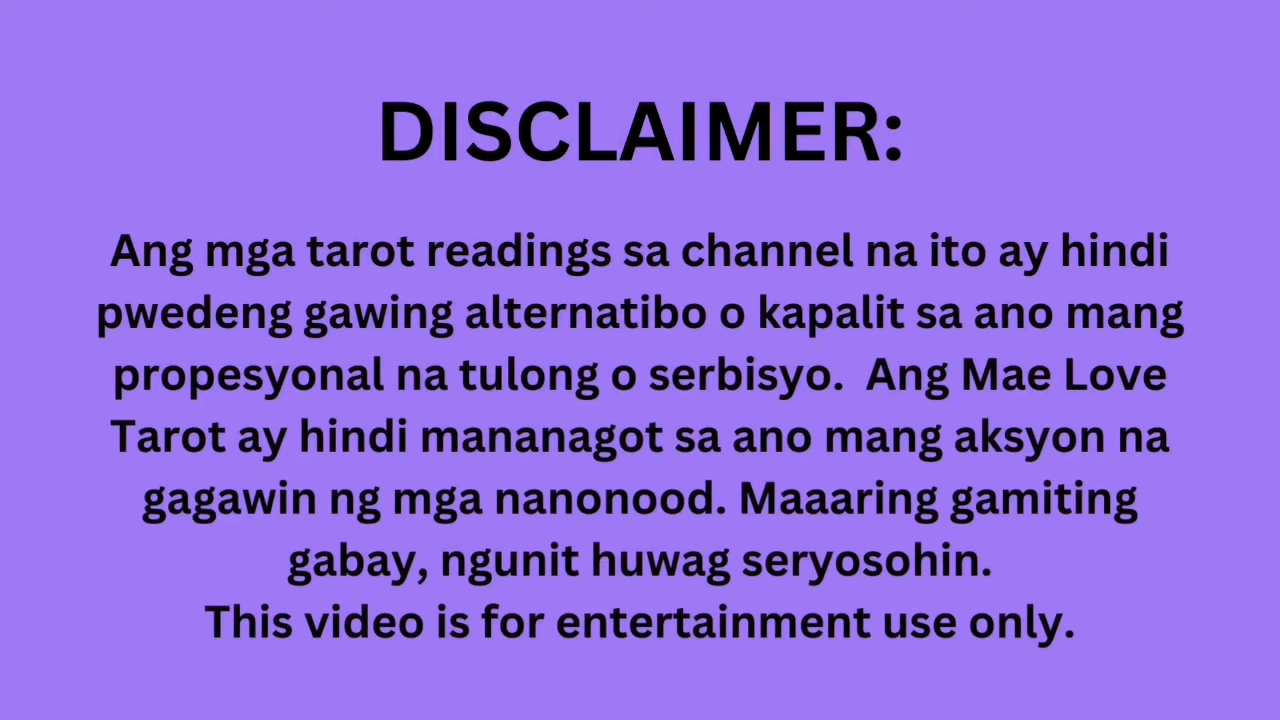 DISCLAIMER:
Ang mga tarot readings sa channel na ito ay hindi
pwedeng gawing alternatibo o kapalit sa ano mang
propesyonal na tulong o serbisyo.  Ang Mae Love
Tarot ay hindi mananagot sa ano mang aksyon na
gagawin ng mga nanonood. Maaaring gamiting
gabay, ngunit huwag seryosohin.
This video is for entertainment use only.